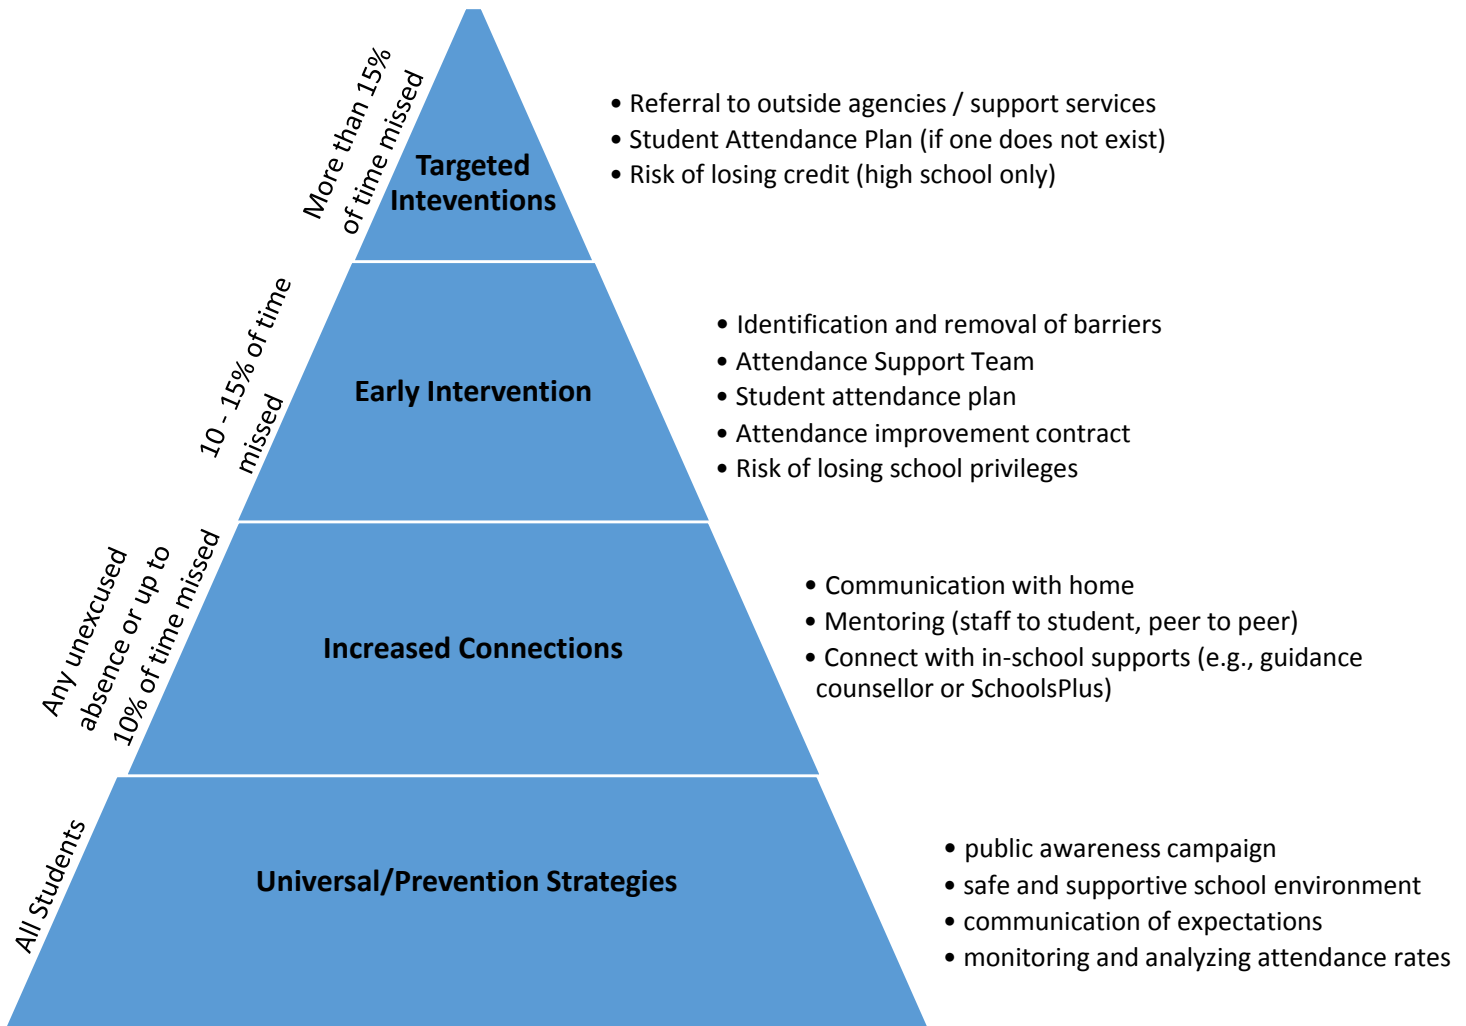 More than 15%
of time missed
Targeted
Inteventions
• Referral to outside agencies / support services
• Student Attendance Plan (if one does not exist)
• Risk of losing credit (high school only)
10 - 15% of time
missed
Early Intervention
• Identification and removal of barriers
• Attendance Support Team
• Student attendance plan
• Attendance improvement contract
• Risk of losing school privileges
Any unexcused
absence or up to
10% of time missed
Increased Connections
• Communication with home
• Mentoring (staff to student, peer to peer)
• Connect with in-school supports (e.g., guidance
counsellor or SchoolsPlus)
All Students
Universal/Prevention Strategies
• public awareness campaign
• safe and supportive school environment
• communication of expectations
• monitoring and analyzing attendance rates